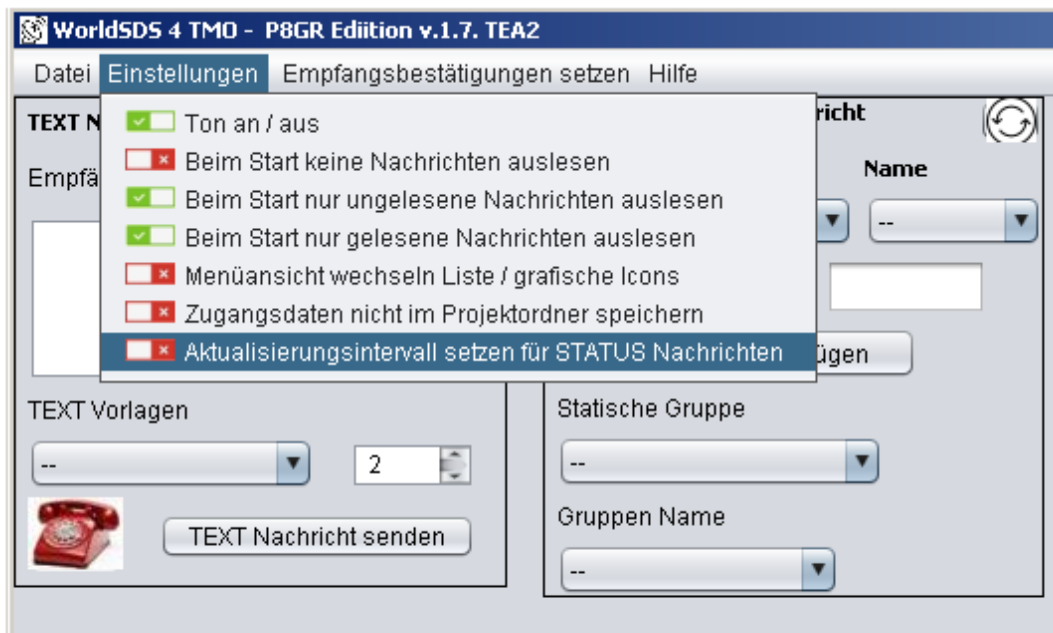 WorldSDS 4 TMO - P8GR Ediition v.1.7. TEA2
Datei Einstellungen Empfangsbestätigungen setzen Hilfe
TEXT N
richt
Ton an / aus
Beim Start keine Nachrichten auslesen
Empfä
Name
Beim Start nur ungelesene Nachrichten auslesen
--
Beim Start nur gelesene Nachrichten auslesen
Menüansicht wechseln Liste / grafische Icons
Zugangsdaten nicht im Projektordner speichern
Aktualisierungsintervall setzen für STATUS Nachrichten
ügen
TEXT Vorlagen
--
2
TEXT Nachricht senden
Statische Gruppe
--
Gruppen Name
--